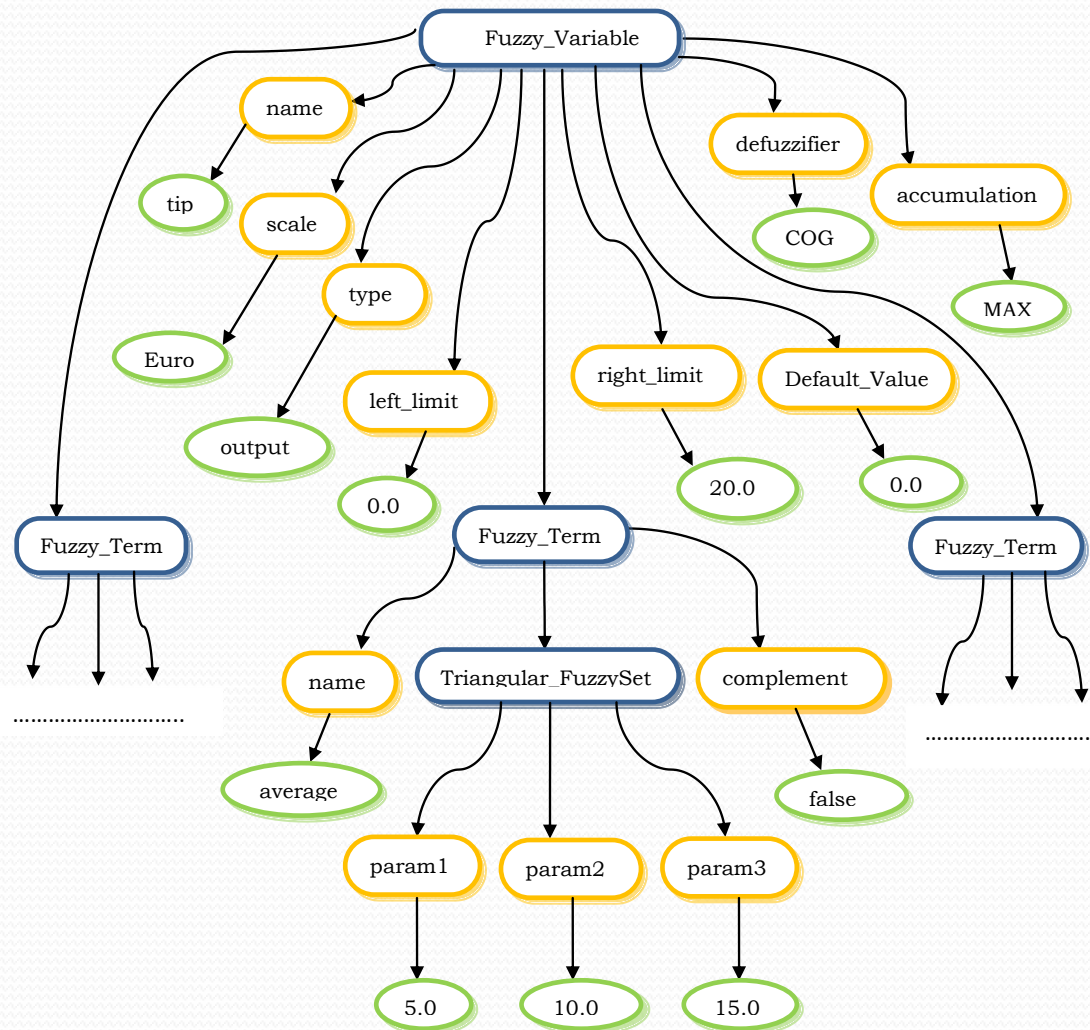 Fuzzy_Variable
name
defuzzifier
accumulation
tip
scale
COG
type
MAX
Euro
right_limit
Default_Value
left_limit
output
20.0
0.0
0.0
Fuzzy_Term
Fuzzy_Term
Fuzzy_Term
name
Triangular_FuzzySet
complement
................................
................................
average
false
param1
param2
param3
5.0
10.0
15.0